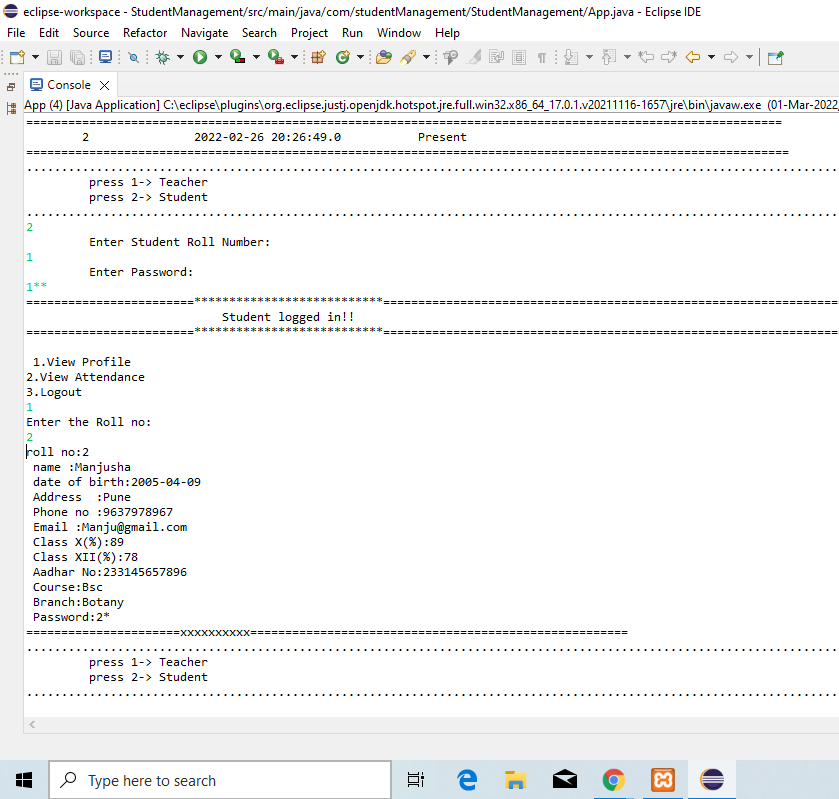 eclipse-workspace - StudentManagement/src/main/java/com/studentManagement/StudentManagement/App.java - Eclipse IDE
File Edit Source Refactor Navigate Search Project Run Window Help
Console
App (4) [Java Application] C:\eclipse\plugins\org.eclipse.justj.openjdk.hotspot.jre.full.win32.x86_64_17.0.1.v20211116-1657\jre\bin\javaw.exe (01-Mar-2022,
2 2022-02-26 20:26:49.0 Present
press 1-> Teacher
press 2-> Student
2
Enter Student Roll Number:
1
Enter Password:
1**
Student logged in!!
1.View Profile
2.View Attendance
3.Logout
1
Enter the Roll no:
2
roll no:2
name :Manjusha
date of birth:2005-04-09
Address :Pune
Phone no :9637978967
Email :Manju@gmail.com
Class X(%):89
Class XII(%):78
Aadhar No:233145657896
Course:Bsc
Branch:Botany
Password:2*
======================xxxxxxxxxx======================================================
press 1-> Teacher
press 2-> Student
Type here to search